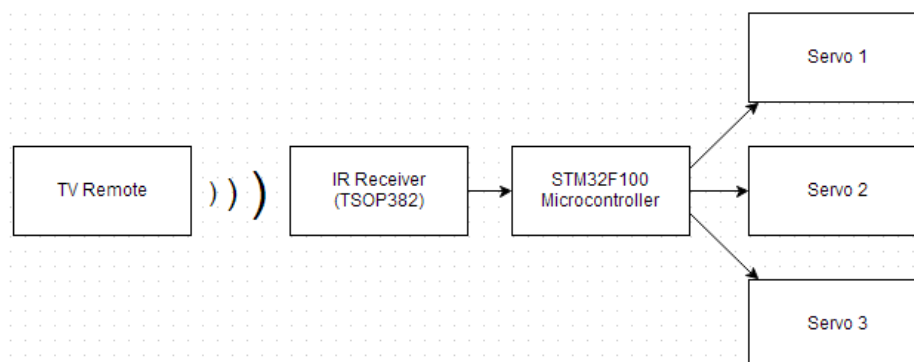 TV Remote
IR Receiver
(TSOP382)
STM32F100
Microcontroller
Servo 1
Servo 2
Servo 3